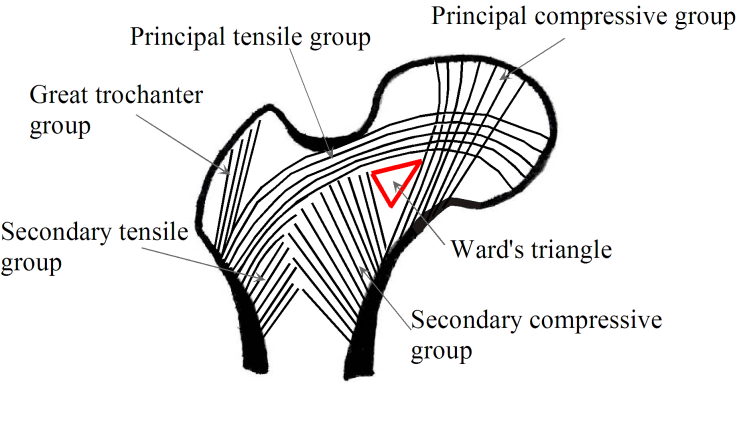 Principal compressive group
Principal tensile group
Great trochanter
group
Secondary tensile
group
Ward's triangle
Secondary compressive
group